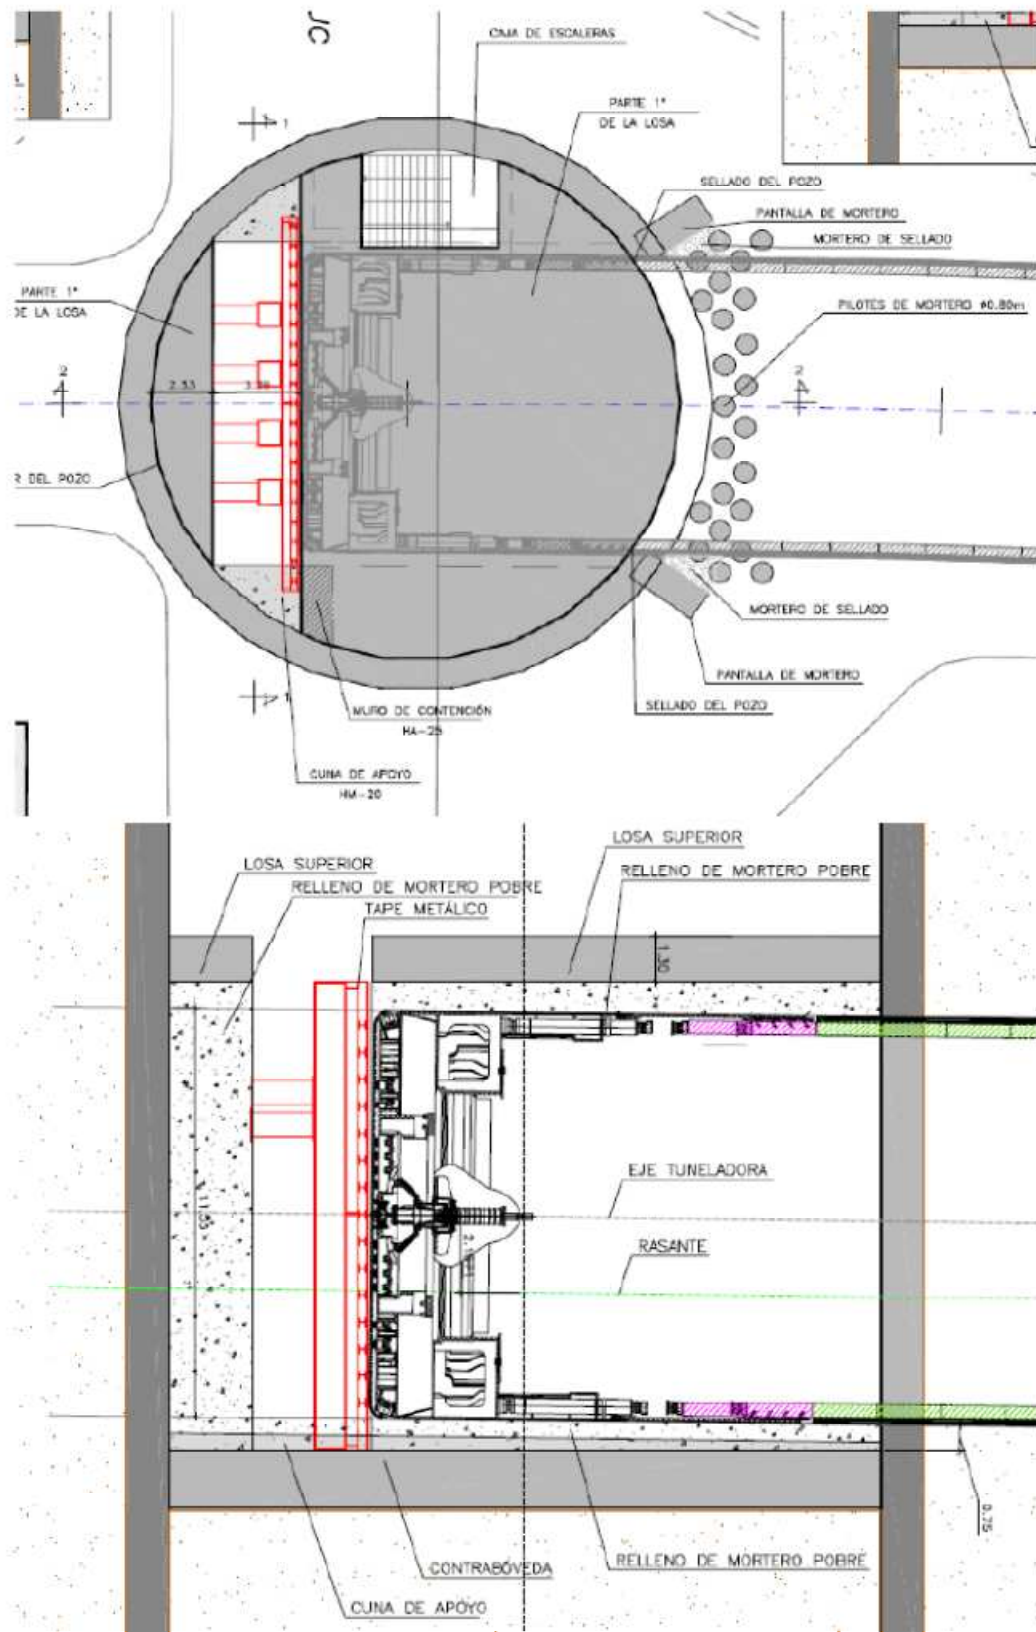 CAJA DE ESCALERAS
PARTE 1ª
DE LA LOSA
SELLADO DEL POZO
PANTALLA DE MORTERO
MORTERO DE SELLADO
PARTE 1ª
DE LA LOSA
PILOTES DE MORTERO ø0.80m
1
2
2
2.33
R DEL POZO
MORTERO DE SELLADO
PANTALLA DE MORTERO
SELLADO DEL POZO
1
MURO DE CONTENCIÓN
HA-25
CUNA DE APOYO
HM-20
LOSA SUPERIOR
LOSA SUPERIOR
RELLENO DE MORTERO POBRE
RELLENO DE MORTERO POBRE
TAPE METÁLICO
1.30
EJE TUNELADORA
RASANTE
0.75
CONTRABÓVEDA
RELLENO DE MORTERO POBRE
CUNA DE APOYO